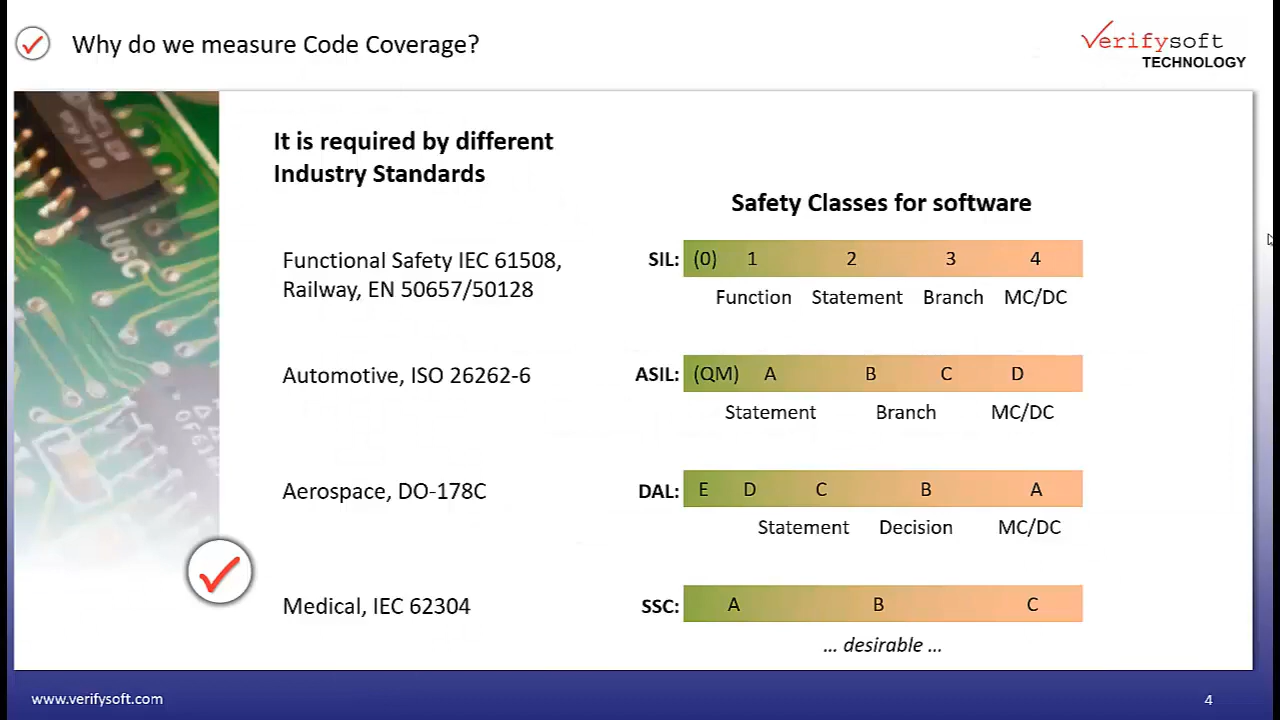 Why do we measure Code Coverage?
Verifysoft
TECHNOLOGY
It is required by different
Industry Standards
Safety Classes for software
Functional Safety IEC 61508,
Railway, EN 50657/50128
SIL: (0) 1 2 3 4
Function Statement Branch MC/DC
Automotive, ISO 26262-6
ASIL: (QM) A B C D
Statement Branch MC/DC
Aerospace, DO-178C
DAL: E D C B A
Statement Decision MC/DC
Medical, IEC 62304
SSC: A B C
... desirable ...
www.verifysoft.com
4